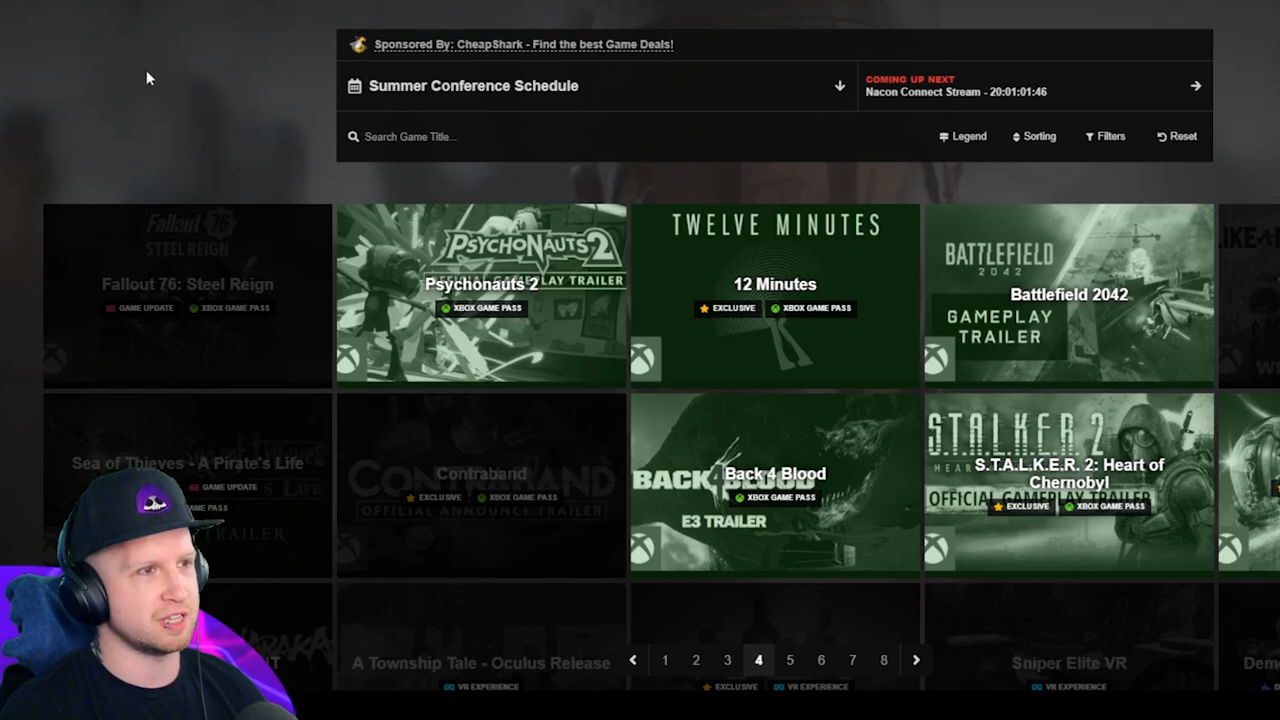 Sponsored By: CheapShark - Find the best Game Deals!
Summer Conference Schedule
COMING UP NEXT
Nacon Connect Stream - 20:01:01:46
Search Game Title...
Legend
Sorting
Filters
Reset
Fallout 76
STEEL REIGN
Fallout 76: Steel Reign
GAME UPDATE
XBOX GAME PASS
PSYCHONAUTS 2
LAY TRAILER
Psychonauts 2
XBOX GAME PASS
TWELVE MINUTES
12 Minutes
EXCLUSIVE
XBOX GAME PASS
BATTLEFIELD
2042
Battlefield 2042
GAMEPLAY
TRAILER
LIKE
Sea of Thieves - A Pirate's Life
GAME UPDATE
ME PASS
TRAILER
CONTRABAND
Contraband
EXCLUSIVE
XBOX GAME PASS
OFFICIAL ANNOUNCE TRAILER
BACK 4 BLOOD
Back 4 Blood
XBOX GAME PASS
E3 TRAILER
S.T.A.L.K.E.R. 2
S.T.A.L.K.E.R. 2: Heart of
Chernobyl
OFFICIAL GAMEPLAY TRAILER
EXCLUSIVE
XBOX GAME PASS
A Township Tale - Oculus Release
VR EXPERIENCE
EXCLUSIVE
VR EXPERIENCE
Sniper Elite VR
VR EXPERIENCE
Dem
1 2 3 4 5 6 7 8